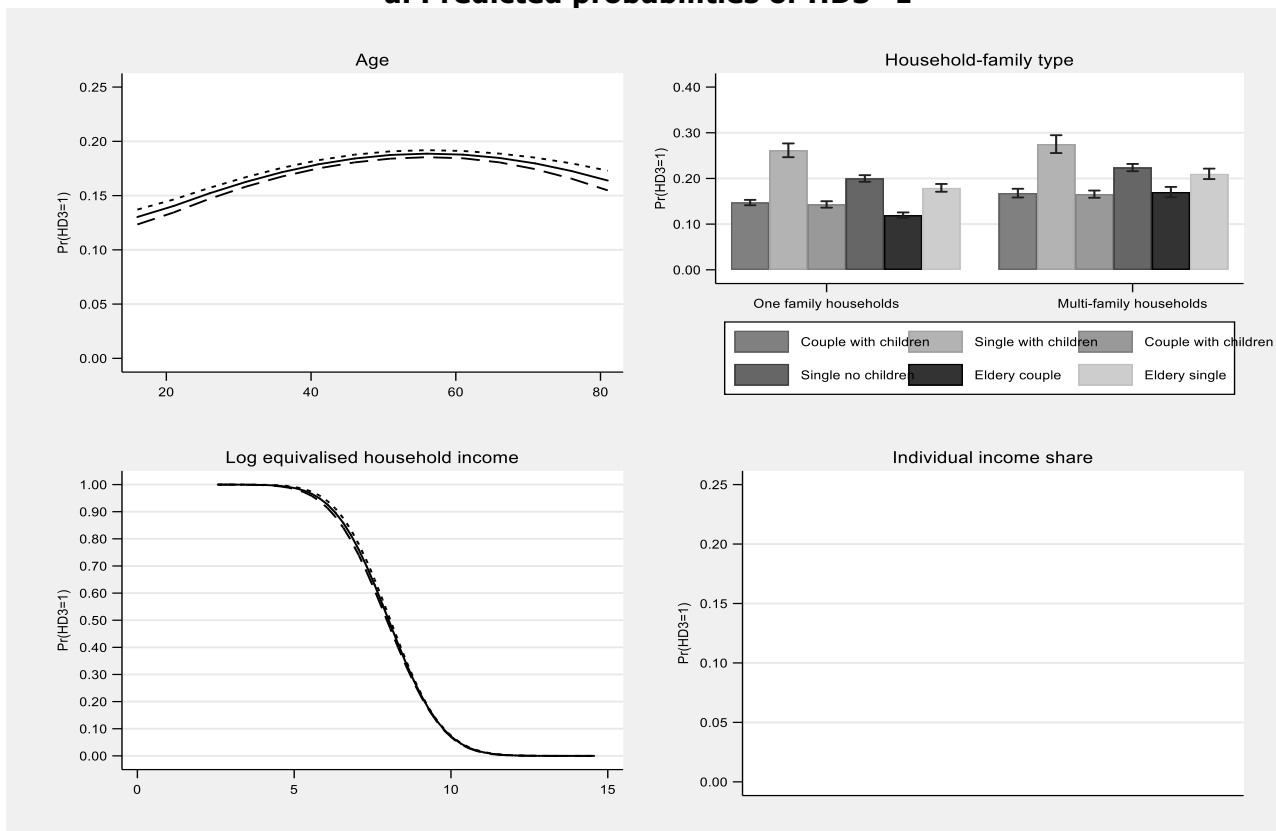 a. Predicted probabilities of HD3=1
Age
0.25
0.20
0.15
0.10
0.05
0.00
Pr(HD3=1)
20 40 60 80
Household-family type
0.40
0.30
0.20
0.10
0.00
Pr(HD3=1)
One family households Multi-family households
Couple with children Single with children Couple with children
Single no children Eldery couple Eldery single
Log equivalised household income
1.00
0.90
0.80
0.70
0.60
0.50
0.40
0.30
0.20
0.10
0.00
Pr(HD3=1)
0 5 10 15
Individual income share
0.25
0.20
0.15
0.10
0.05
0.00
Pr(HD3=1)